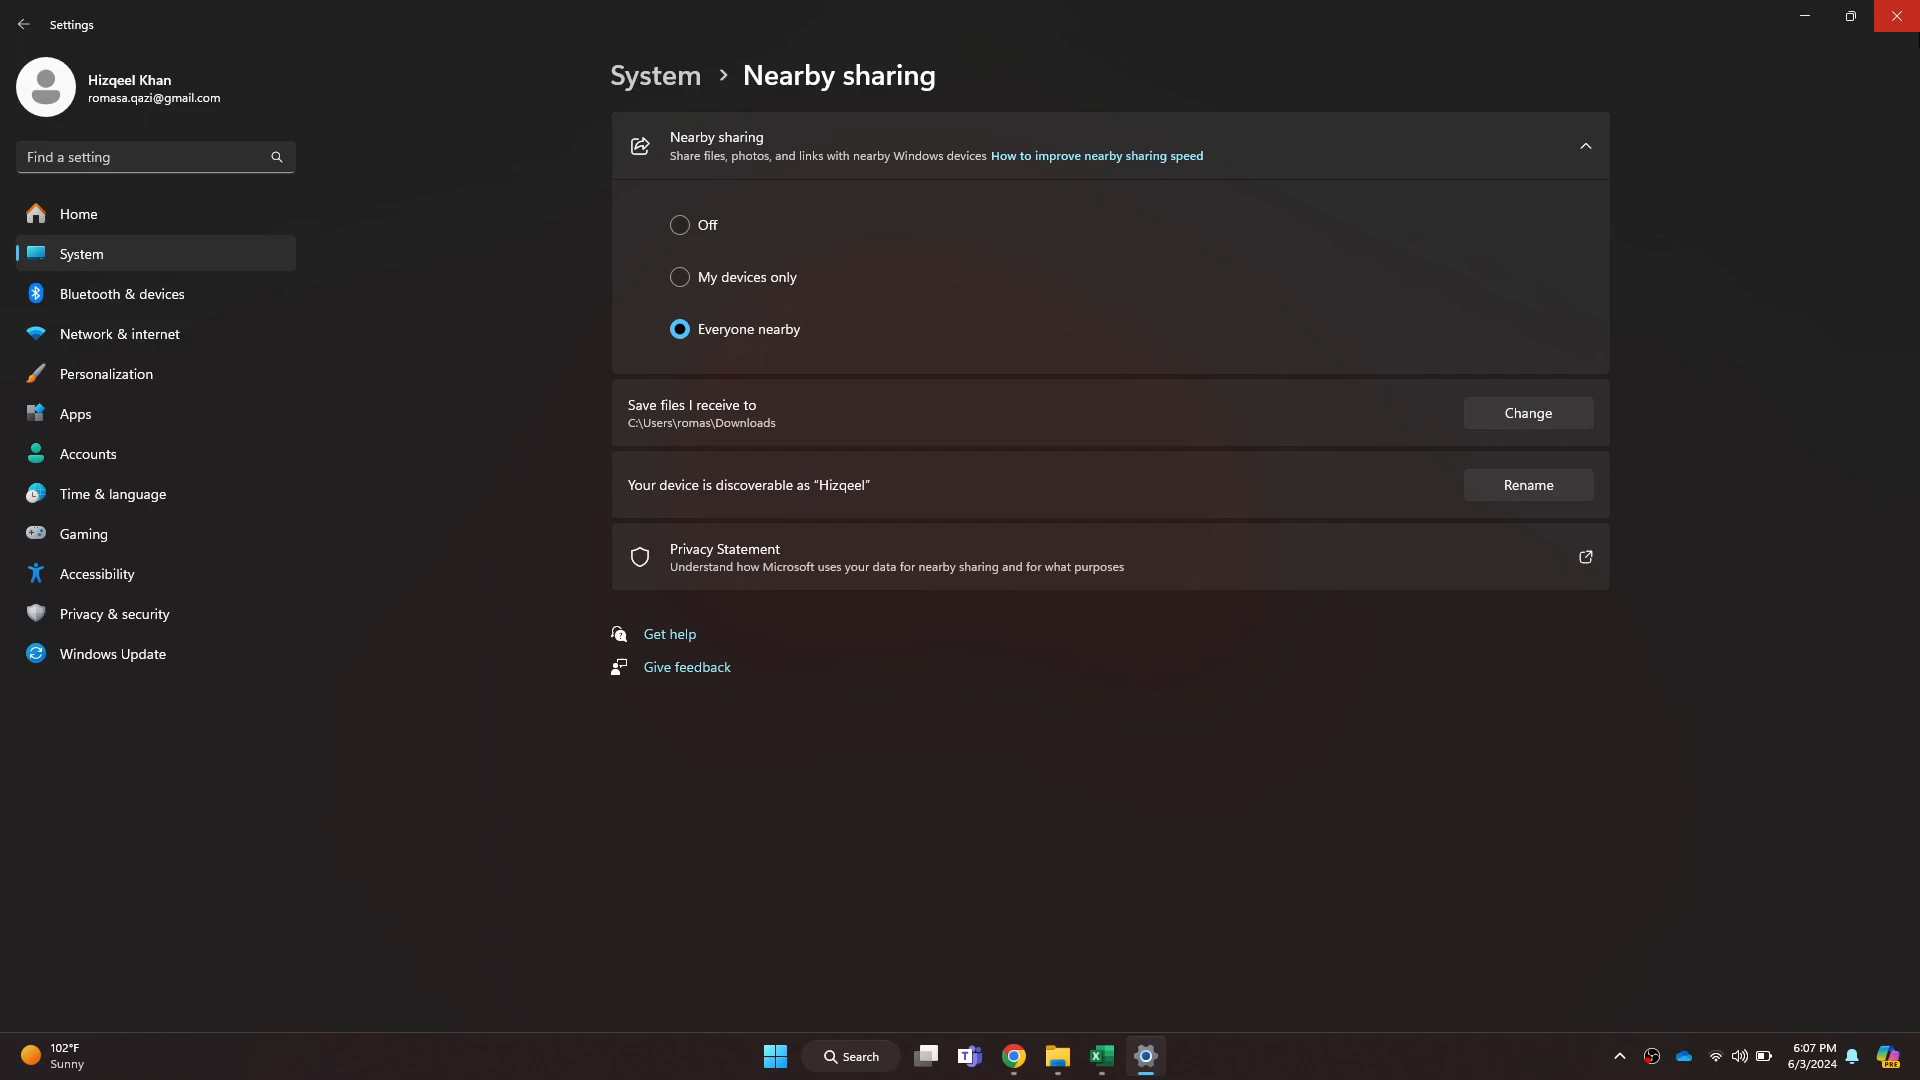 Settings
Hizqeel Khan
romasa.qazi@gmail.com
Find a setting
Home
System
Bluetooth & devices
Network & internet
Personalization
Apps
Accounts
Time & language
Gaming
Accessibility
Privacy & security
Windows Update
System > Nearby sharing
Nearby sharing
Share files, photos, and links with nearby Windows devices How to improve nearby sharing speed
Off
My devices only
Everyone nearby
Save files I receive to
C:\Users\romas\Downloads
Change
Your device is discoverable as “Hizqeel”
Rename
Privacy Statement
Understand how Microsoft uses your data for nearby sharing and for what purposes
Get help
Give feedback
102°F
Sunny
Search
6:07 PM
6/3/2024
PRE